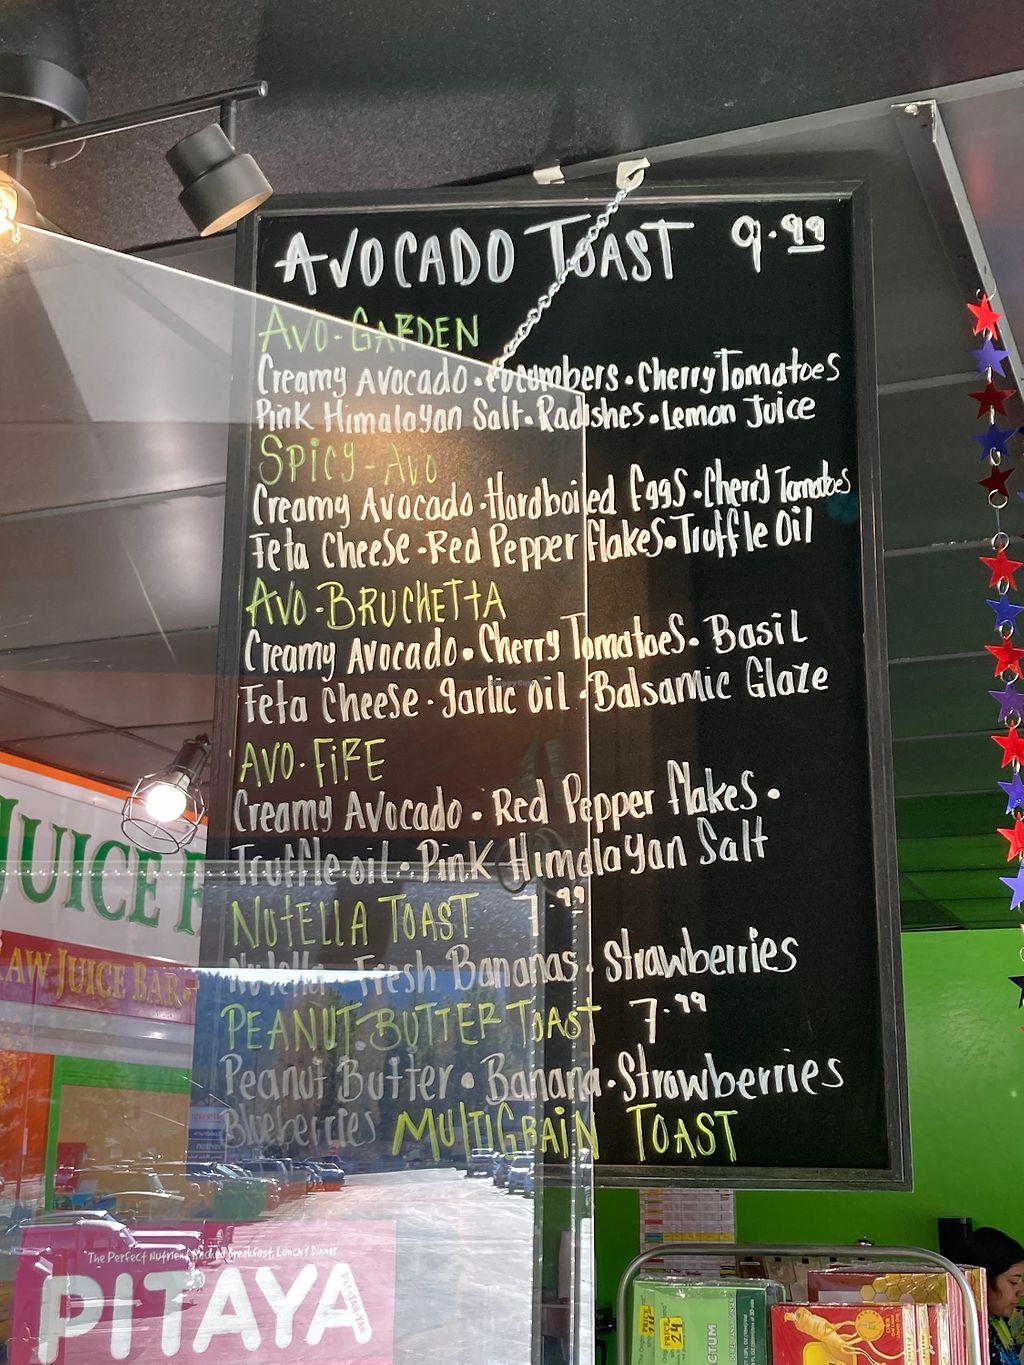 AVOCADO TOAST 9.99
AVO-GARDEN
Creamy Avocado • Cucumbers • Cherry Tomatoes
Pink Himalayan Salt • Radishes • Lemon Juice
SPICY-AVO
Creamy Avocado • Hardboiled Eggs • Cherry Tomatoes
Feta Cheese • Red Pepper flakes • Truffle Oil
AVO-BRUCHETTA
Creamy Avocado • Cherry Tomatoes • Basil
Feta Cheese • garlic oil • Balsamic Glaze
AVO-FIRE
Creamy Avocado • Red Pepper flakes •
Truffle oil • Pink Himalayan Salt
NUTELLA TOAST 7.99
Nutella • Fresh Bananas • Strawberries
PEANUT BUTTER TOAST 7.99
Peanut Butter • Banana • Strawberries
Blueberries MULTIGRAIN TOAST
JUICE
RAW JUICE BAR
The Perfect Nutrient Packed Breakfast, Lunch & Dinner
PITAYA
PRICE
24